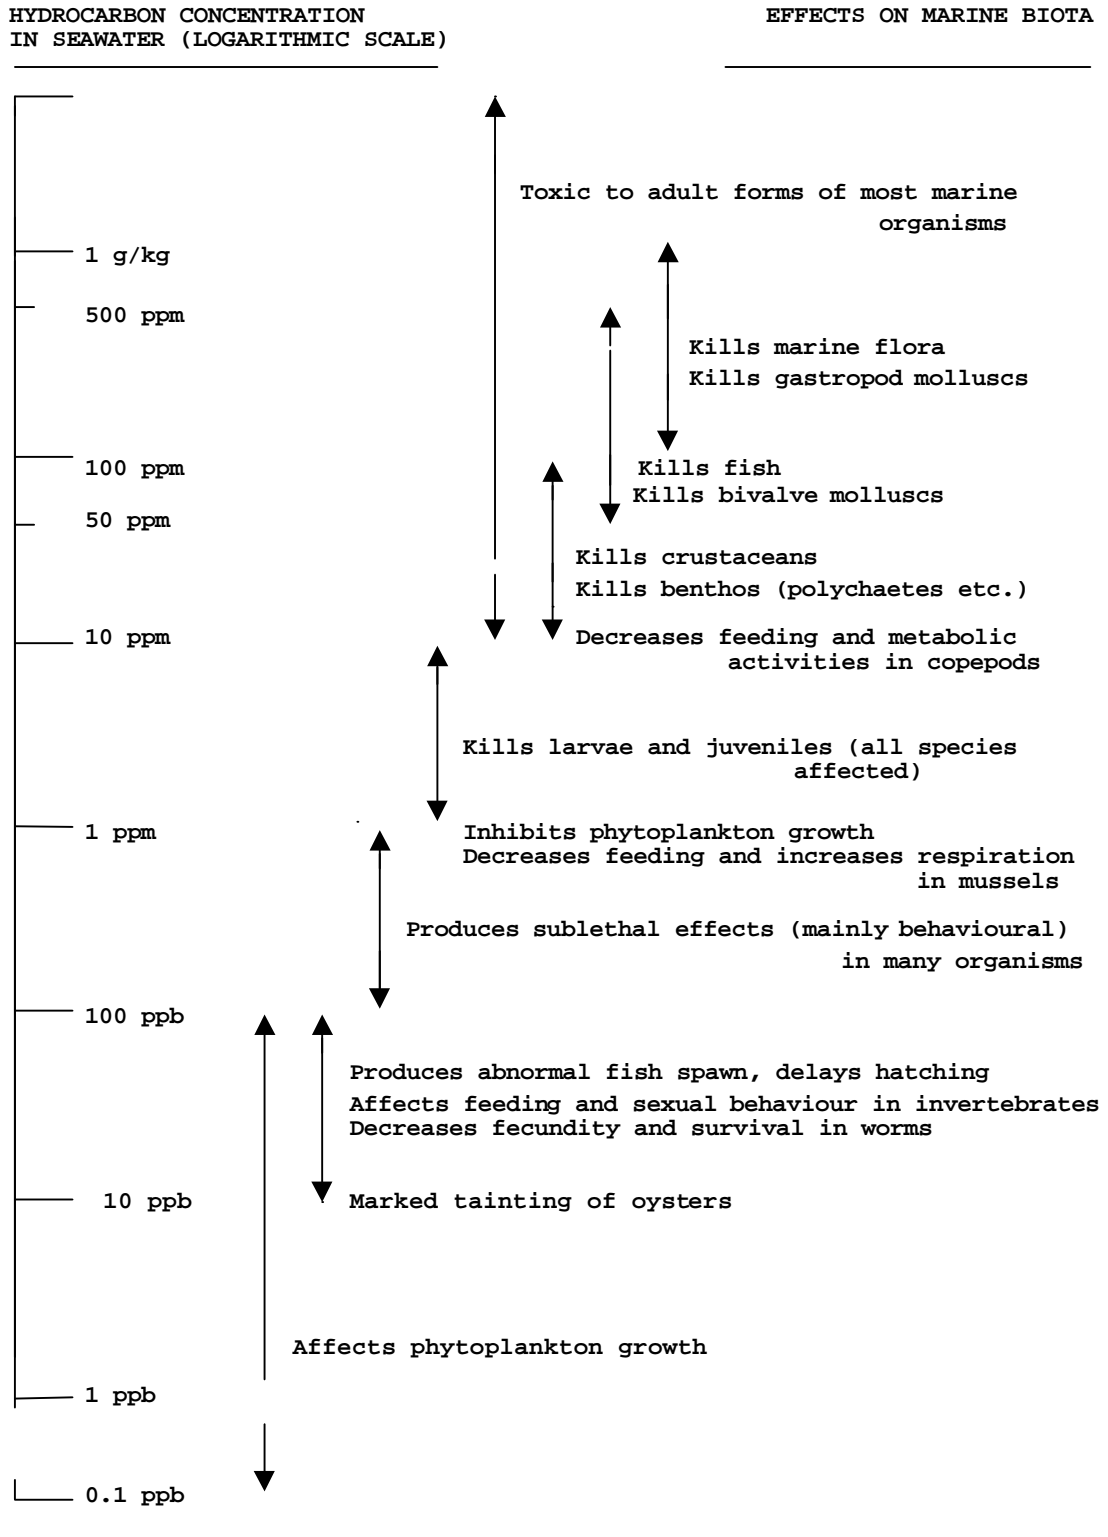 HYDROCARBON CONCENTRATION
IN SEAWATER (LOGARITHMIC SCALE)
EFFECTS ON MARINE BIOTA
Toxic to adult forms of most marine
organisms
1 g/kg
500 ppm
Kills marine flora
Kills gastropod molluscs
100 ppm
Kills fish
Kills bivalve molluscs
50 ppm
Kills crustaceans
Kills benthos (polychaetes etc.)
10 ppm
Decreases feeding and metabolic
activities in copepods
Kills larvae and juveniles (all species
affected)
1 ppm
Inhibits phytoplankton growth
Decreases feeding and increases respiration
in mussels
Produces sublethal effects (mainly behavioural)
in many organisms
100 ppb
Produces abnormal fish spawn, delays hatching
Affects feeding and sexual behaviour in invertebrates
Decreases fecundity and survival in worms
10 ppb
Marked tainting of oysters
Affects phytoplankton growth
1 ppb
0.1 ppb